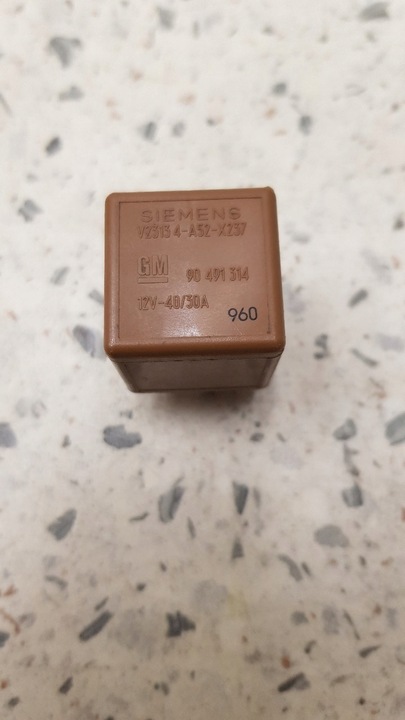 SIEMENS
V23134-A52-X237
GM 90 491 314
12V-40/30A 960